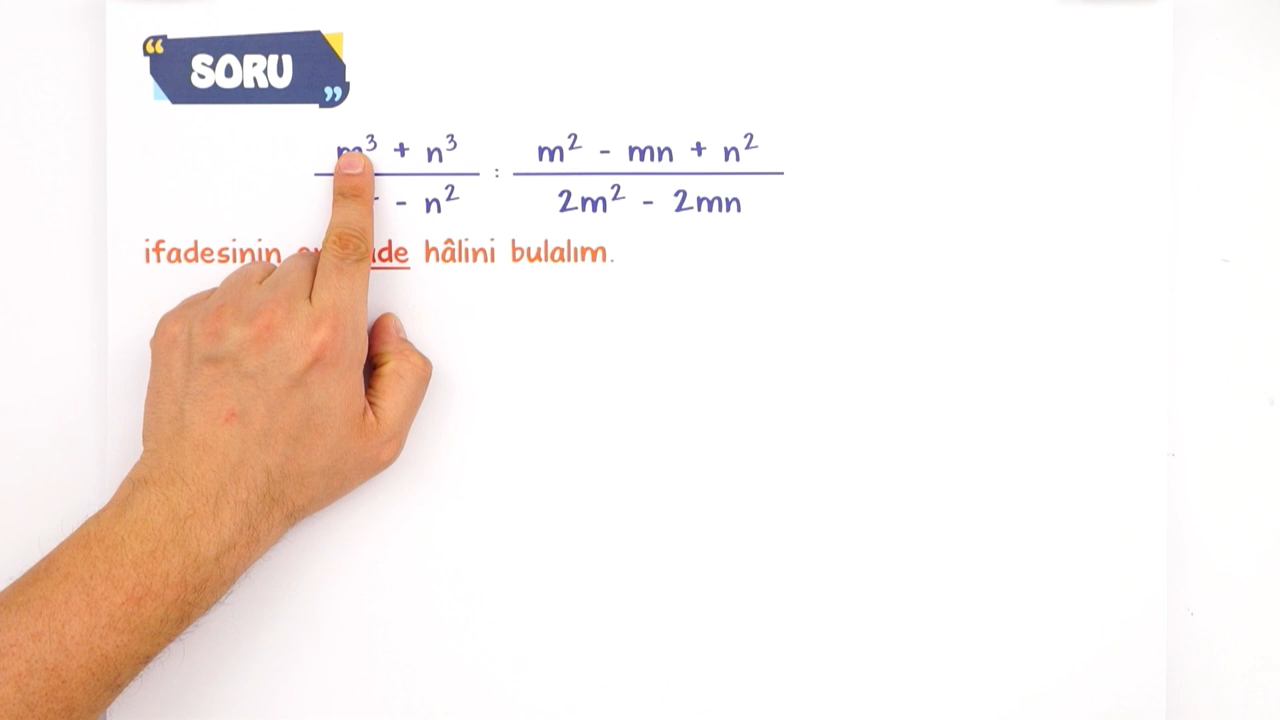 SORU
m³ + n³ : m² - mn + n²
- n² 2m² - 2mn
ifadesinin hâlini bulalım.